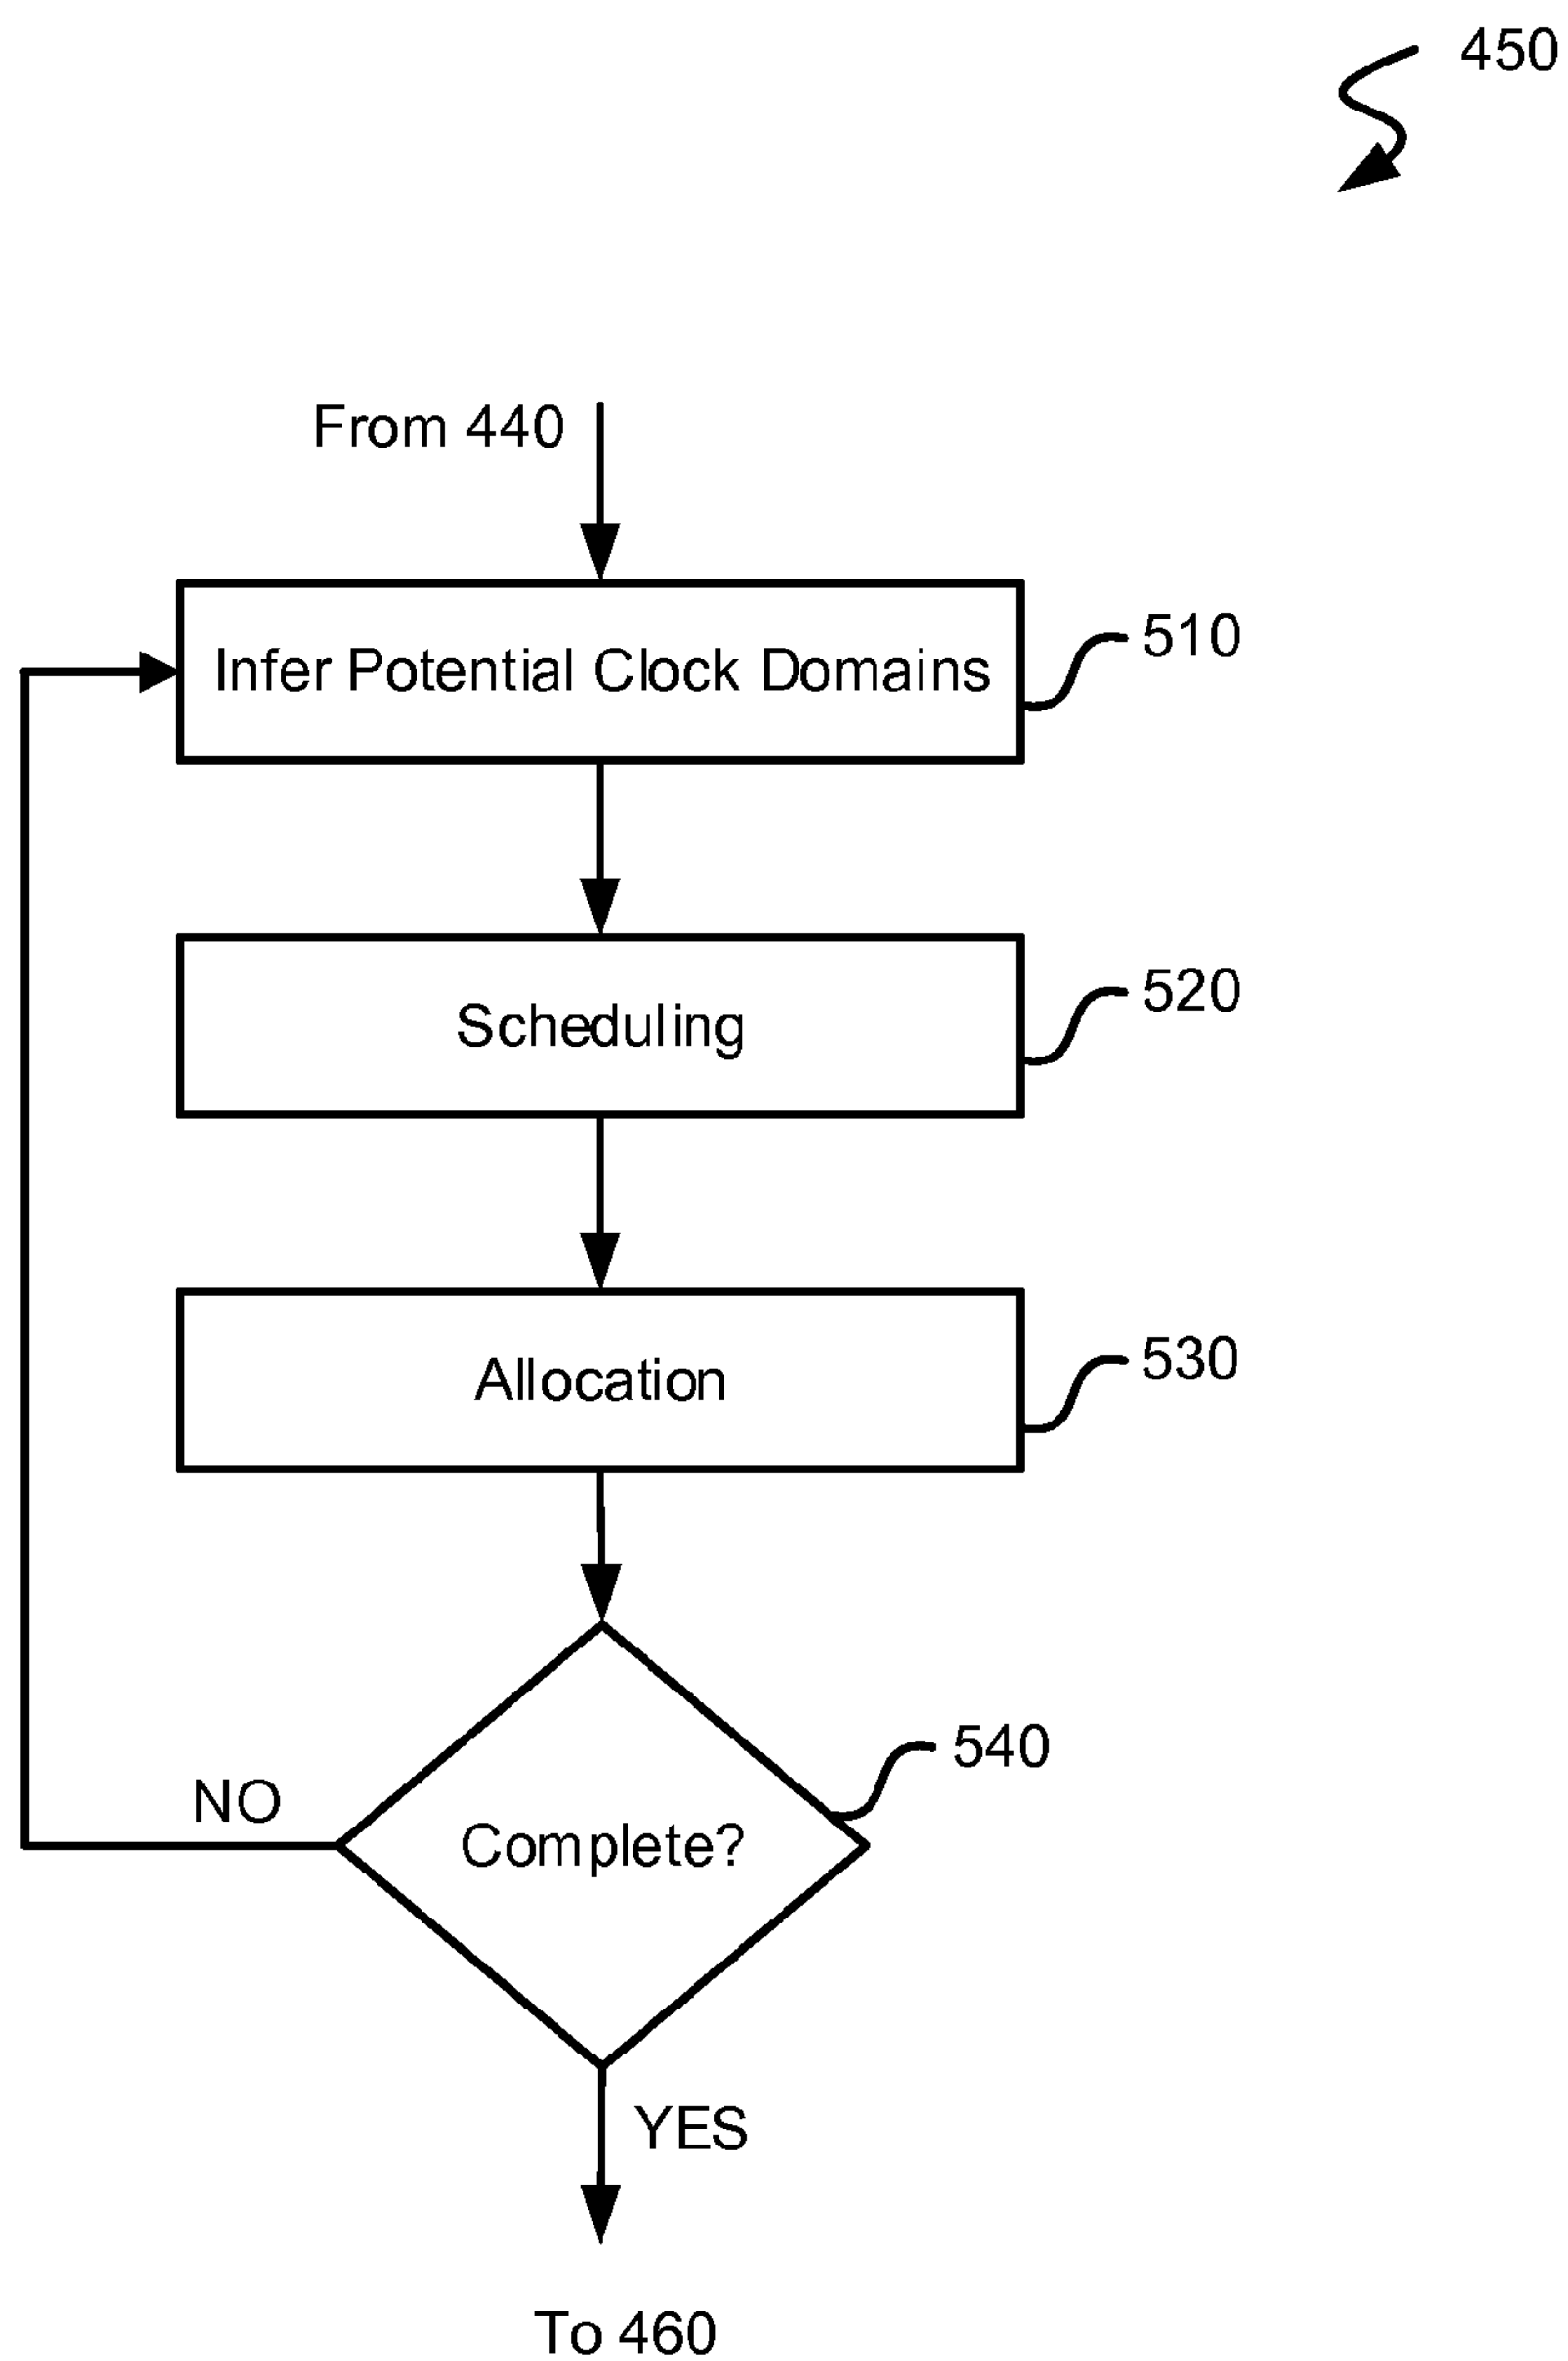 450
From 440
Infer Potential Clock Domains
510
Scheduling
520
Allocation
530
540
NO
Complete?
YES
To 460